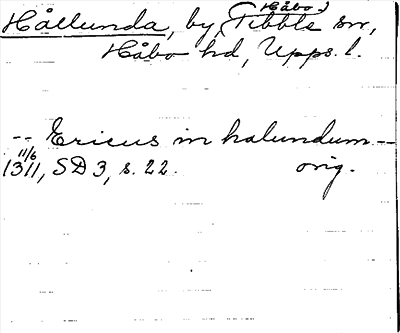 Hållunda, by, (Håbo-) Tibble sn,
Håbo hd, Upps. l.
-- Ericus in halundum --
11/6 1311, SD 3, s. 22. orig.